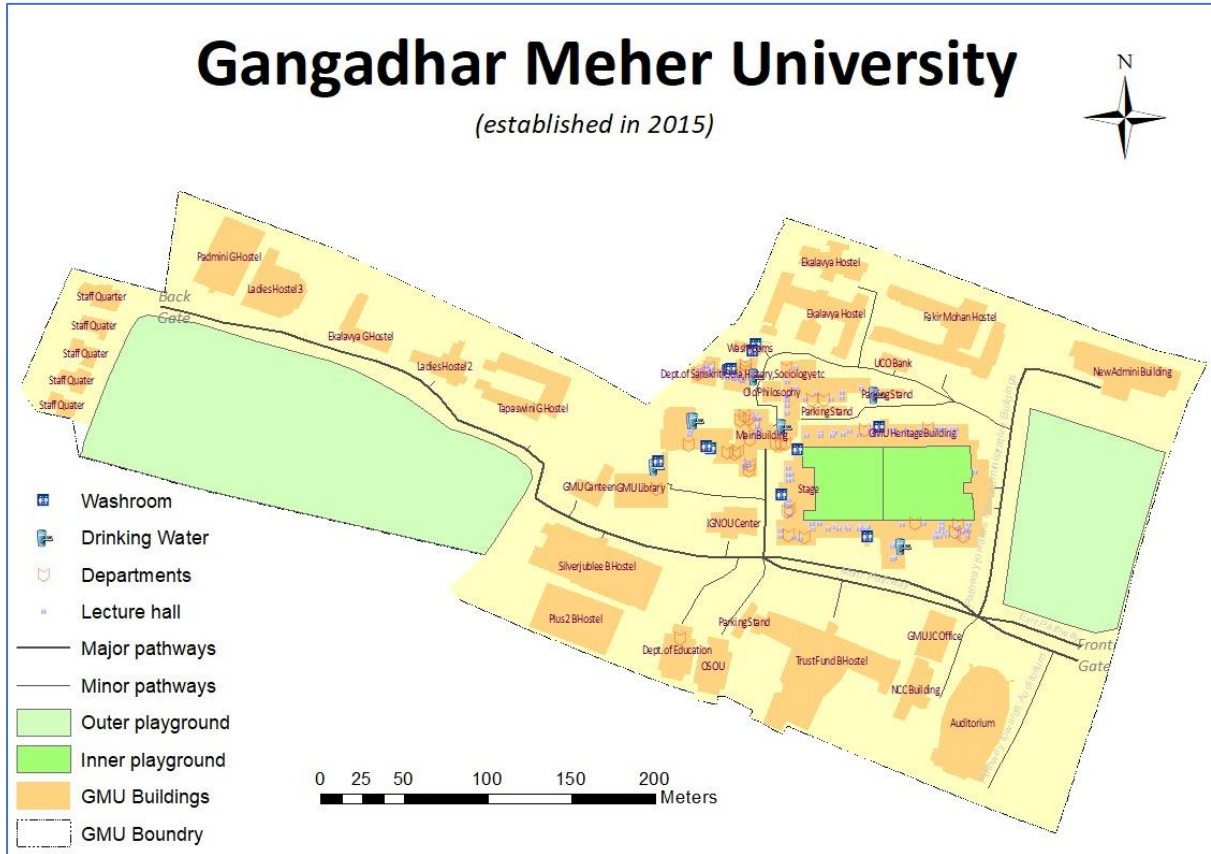 Gangadhar Meher University
(established in 2015)
N
Padmini G Hostel
Ladies Hostel 3
Staff Quarter
Back
Gate
Staff Quater
Staff Quater
Staff Quater
Staff Quater
Ekalavya G Hostel
Ladies Hostel 2
Tapaswini G Hostel
Ekalavya Hostel
Ekalavya Hostel
Fakir Mohan Hostel
Washrooms
UCO Bank
New Admini Building
Old Philosophy
Parking Stand
Parking Stand
Main Building
GMU Heritage Building
GMU Canteen
GMU Library
Stage
IGNOU Center
Silverjublee B Hostel
Plus2 B Hostel
Parking Stand
Dept. of Education
OSOU
Trust Fund B Hostel
GMU JC Office
NCC Building
Auditorium
Front
Gate
Washroom
Drinking Water
Departments
Lecture hall
Major pathways
Minor pathways
Outer playground
Inner playground
GMU Buildings
GMU Boundry
0 25 50 100 150 200
Meters